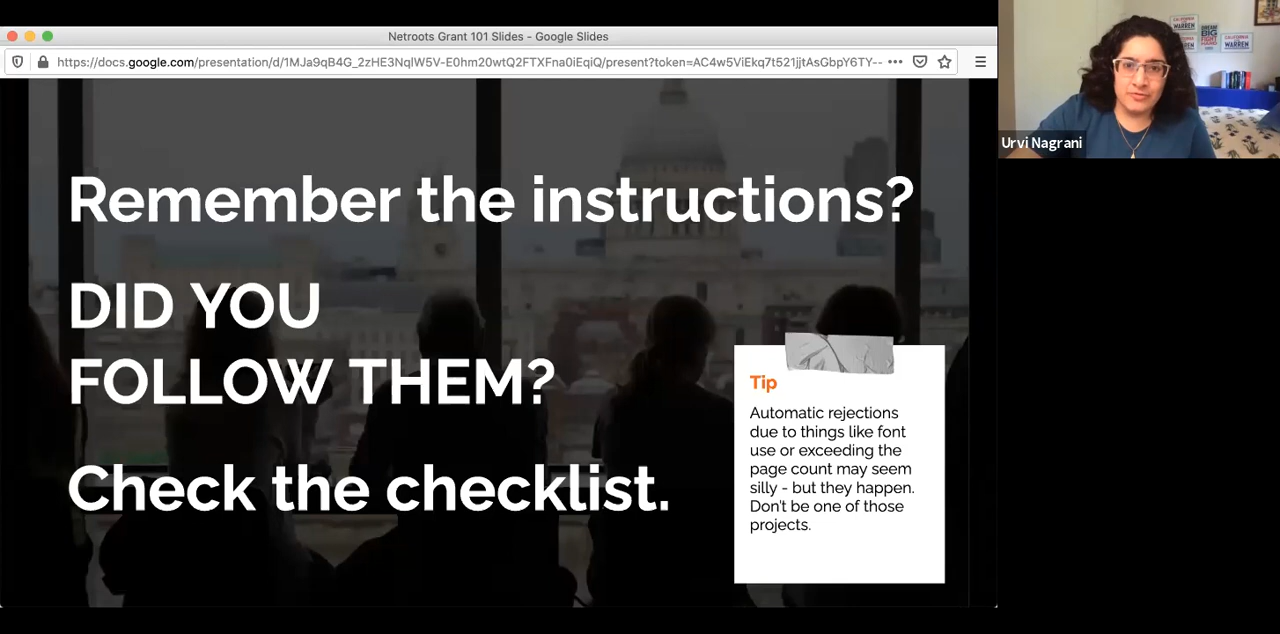 Netroots Grant 101 Slides - Google Slides
Urvi Nagrani
Remember the instructions?
DID YOU
FOLLOW THEM?
Check the checklist.
Tip
Automatic rejections
due to things like font
use or exceeding the
page count may seem
silly - but they happen.
Don't be one of those
projects.